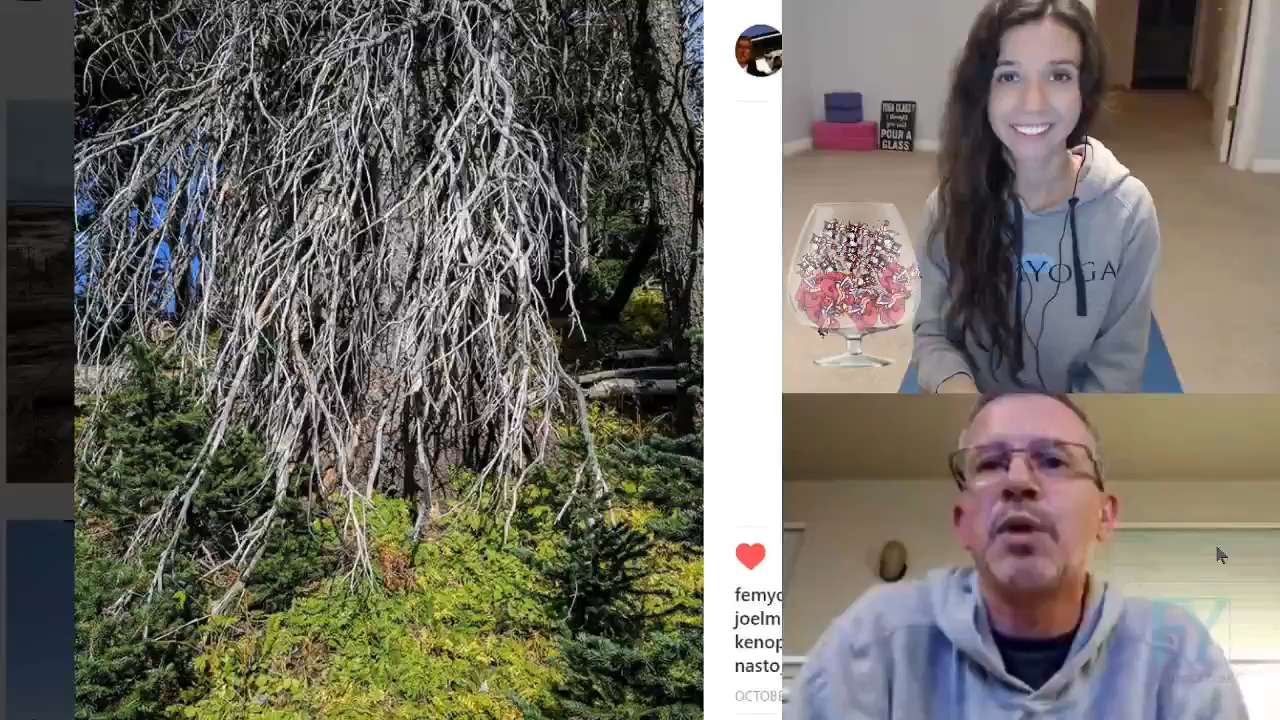 YOGA CLASS?
I thought
you said
POUR A
GLASS
YOGA
femyo
joelm
kenop
nasto
OCTOBE